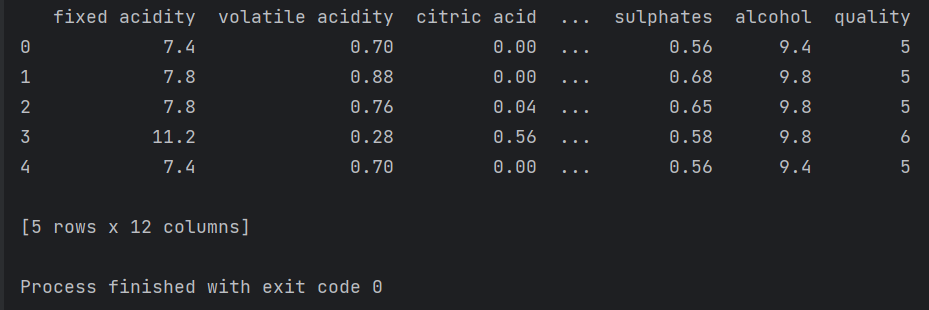 fixed acidity  volatile acidity  citric acid  ...  sulphates  alcohol  quality
0            7.4              0.70         0.00  ...       0.56      9.4        5
1            7.8              0.88         0.00  ...       0.68      9.8        5
2            7.8              0.76         0.04  ...       0.65      9.8        5
3           11.2              0.28         0.56  ...       0.58      9.8        6
4            7.4              0.70         0.00  ...       0.56      9.4        5
[5 rows x 12 columns]
Process finished with exit code 0